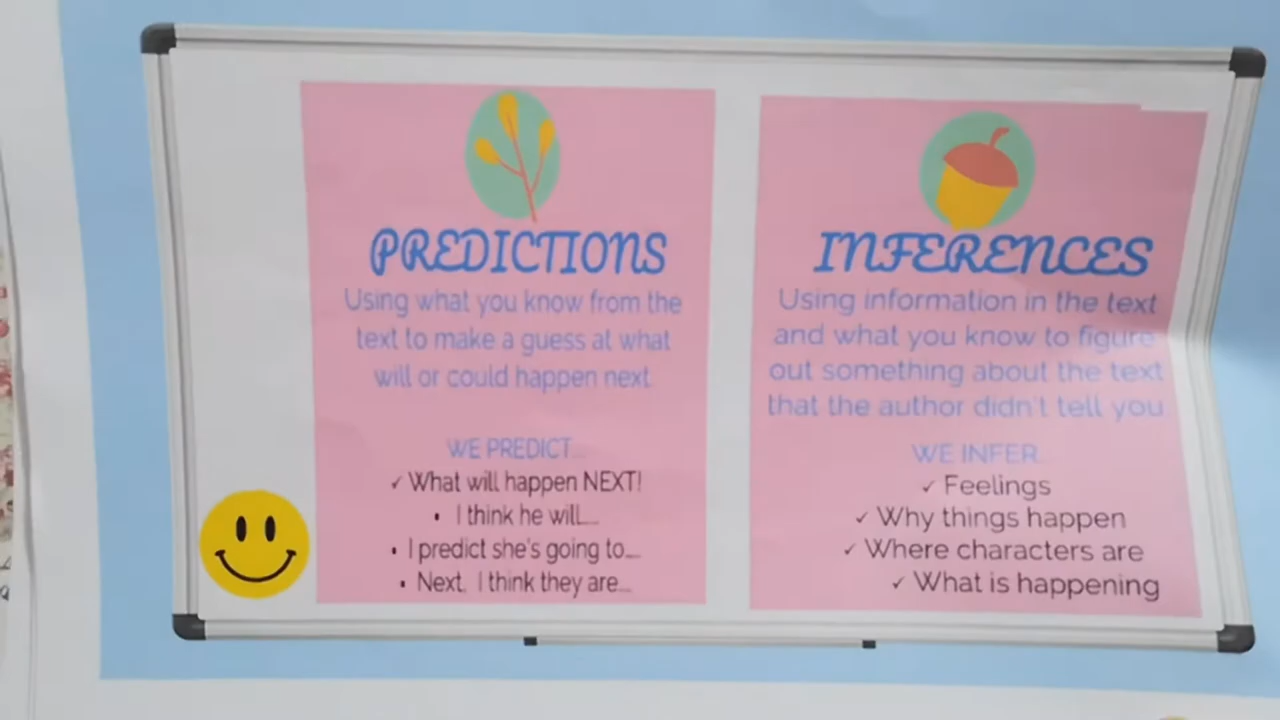 PREDICTIONS
Using what you know from the
text to make a guess at what
will or could happen next
WE PREDICT...
✓ What will happen NEXT!
▪ I think he will....
▪ I predict she's going to....
▪ Next, I think they are...
INFERENCES
Using information in the text
and what you know to figure
out something about the text
that the author didn't tell you
WE INFER...
✓ Feelings
✓ Why things happen
✓ Where characters are
✓ What is happening